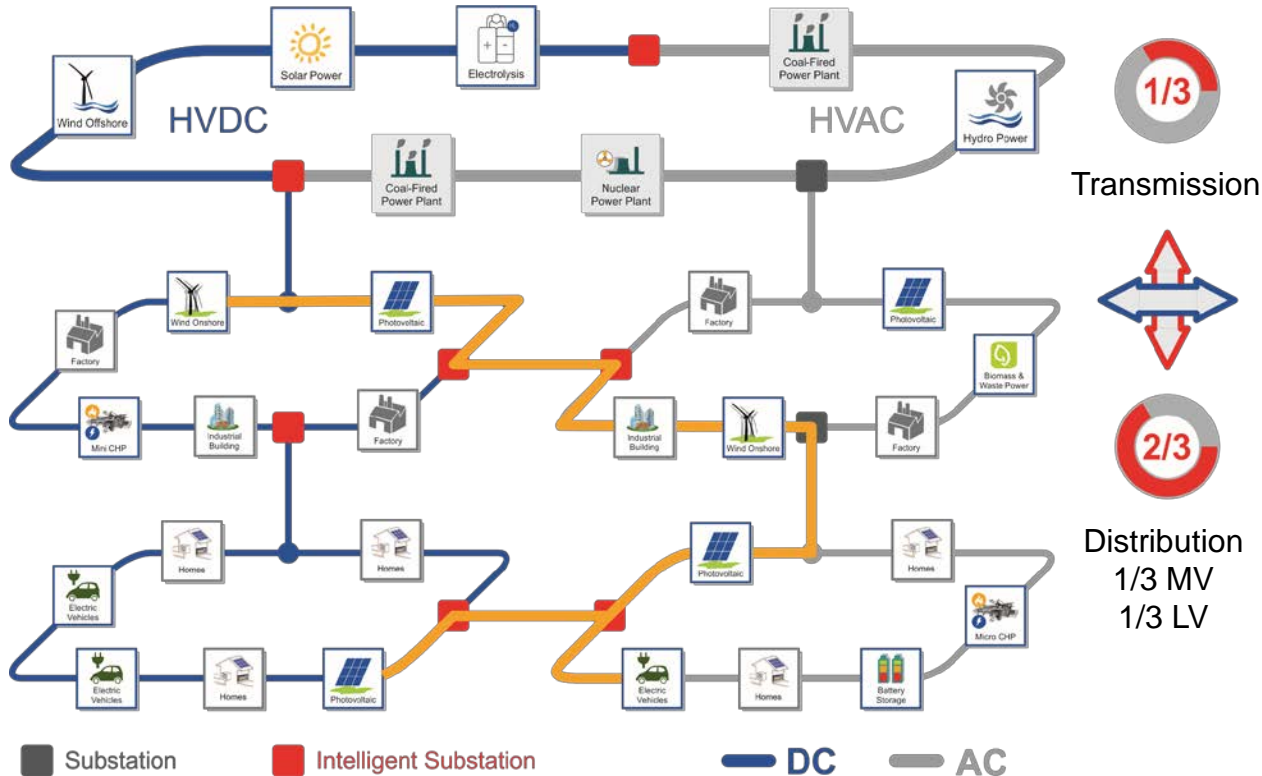 Solar Power
Electrolysis
Coal-Fired
Power Plant
1/3
Wind Offshore
HVDC
HVAC
Hydro Power
Coal-Fired
Power Plant
Nuclear
Power Plant
Transmission
Wind Onshore
Photovoltaic
Factory
Photovoltaic
Factory
Biomass &
Waste Power
Mini CHP
Industrial
Building
Factory
Industrial
Building
Wind Onshore
Factory
2/3
Homes
Homes
Photovoltaic
Homes
Distribution
1/3 MV
1/3 LV
Electric
Vehicles
Micro CHP
Electric
Vehicles
Homes
Photovoltaic
Electric
Vehicles
Homes
Battery
Storage
Substation
Intelligent Substation
DC
AC